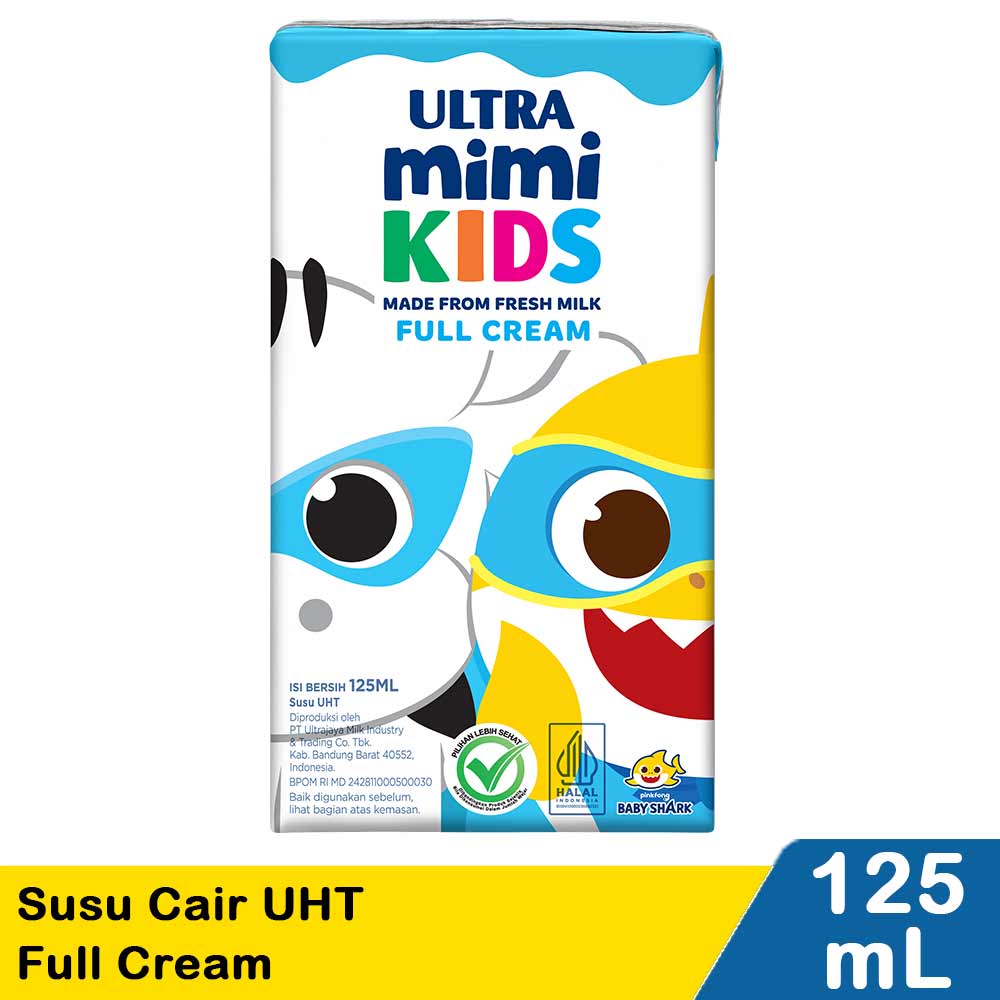 ULTRA
mimi
KIDS
MADE FROM FRESH MILK
FULL CREAM
ISI BERSIH 125ML
Susu UHT
Diproduksi oleh
PT Ultrajaya Milk Industry
& Trading Co. Tbk.
Kab. Bandung Barat 40552,
Indonesia.
BPOM RI MD 242811000500030
Baik digunakan sebelum,
lihat bagian atas kemasan.
PILIHAN LEBIH SEHAT
HALAL
INDONESIA
pinkfong
BABY SHARK
Susu Cair UHT
Full Cream
125
mL